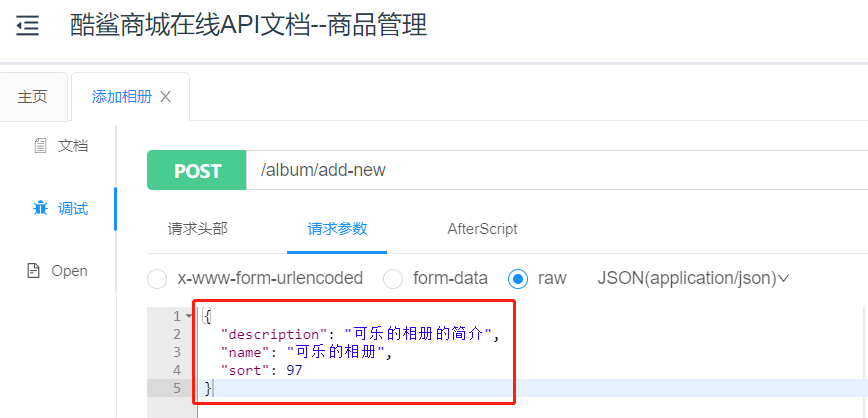 酷鲨商城在线API文档--商品管理
主页
添加相册
文档
调试
Open
POST /album/add-new
请求头部 请求参数 AfterScript
x-www-form-urlencoded form-data raw JSON(application/json)
1 {
2 "description": "可乐的相册的简介",
3 "name": "可乐的相册",
4 "sort": 97
5 }